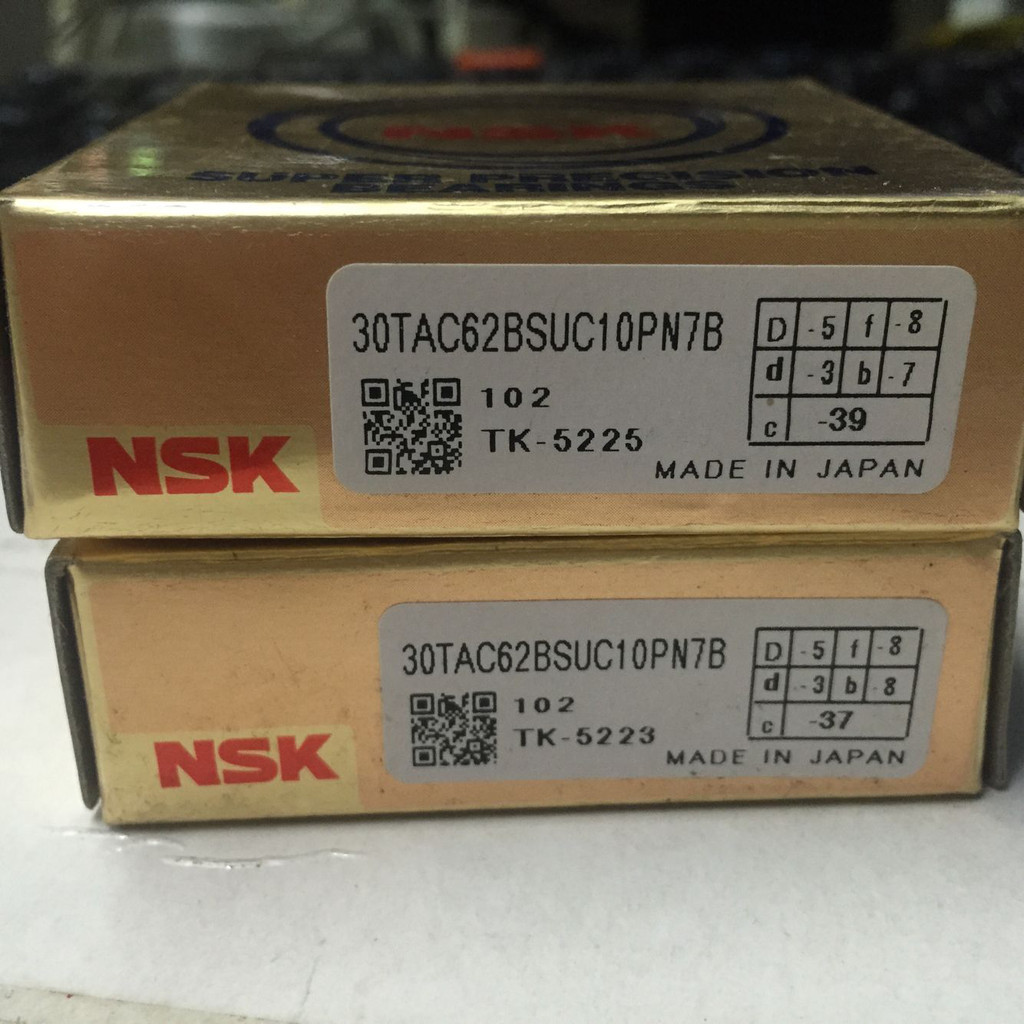 NSK
SUPER PRECISION
BEARINGS
30TAC62BSUC10PN7B
D -5 f -8
d -3 b -7
c -39
102
TK-5225
MADE IN JAPAN
NSK
30TAC62BSUC10PN7B
D -5 f -8
d -3 b -8
c -37
102
TK-5223
MADE IN JAPAN
NSK